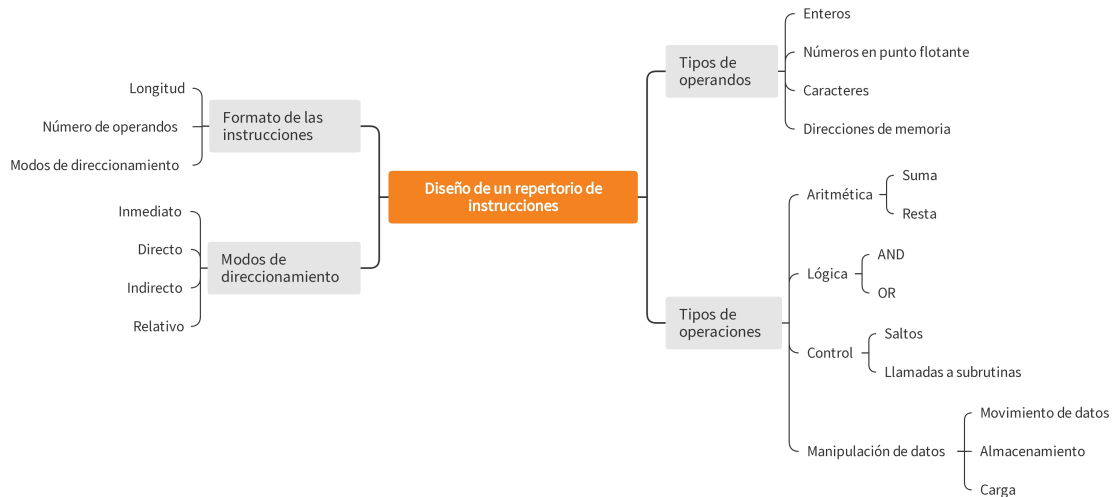 Diseño de un repertorio de
instrucciones
Formato de las
instrucciones
Longitud
Número de operandos
Modos de direccionamiento
Modos de
direccionamiento
Inmediato
Directo
Indirecto
Relativo
Tipos de
operandos
Enteros
Números en punto flotante
Caracteres
Direcciones de memoria
Tipos de
operaciones
Aritmética
Suma
Resta
Lógica
AND
OR
Control
Saltos
Llamadas a subrutinas
Manipulación de datos
Movimiento de datos
Almacenamiento
Carga